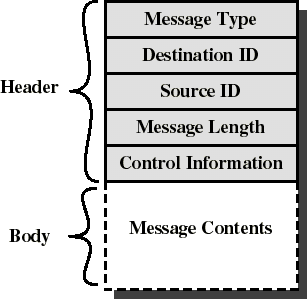 Message Type
Destination ID
Header
Source ID
Message Length
Control Information
Body
Message Contents